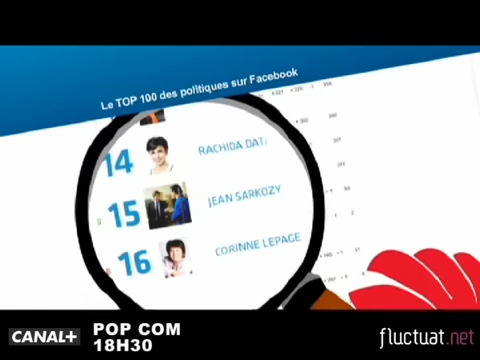 Le TOP 100 des politiques sur Facebook
14 RACHIDA DATI
15 JEAN SARKOZY
16 CORINNE LEPAGE
CANAL+
POP COM
18H30
fluctuat.net